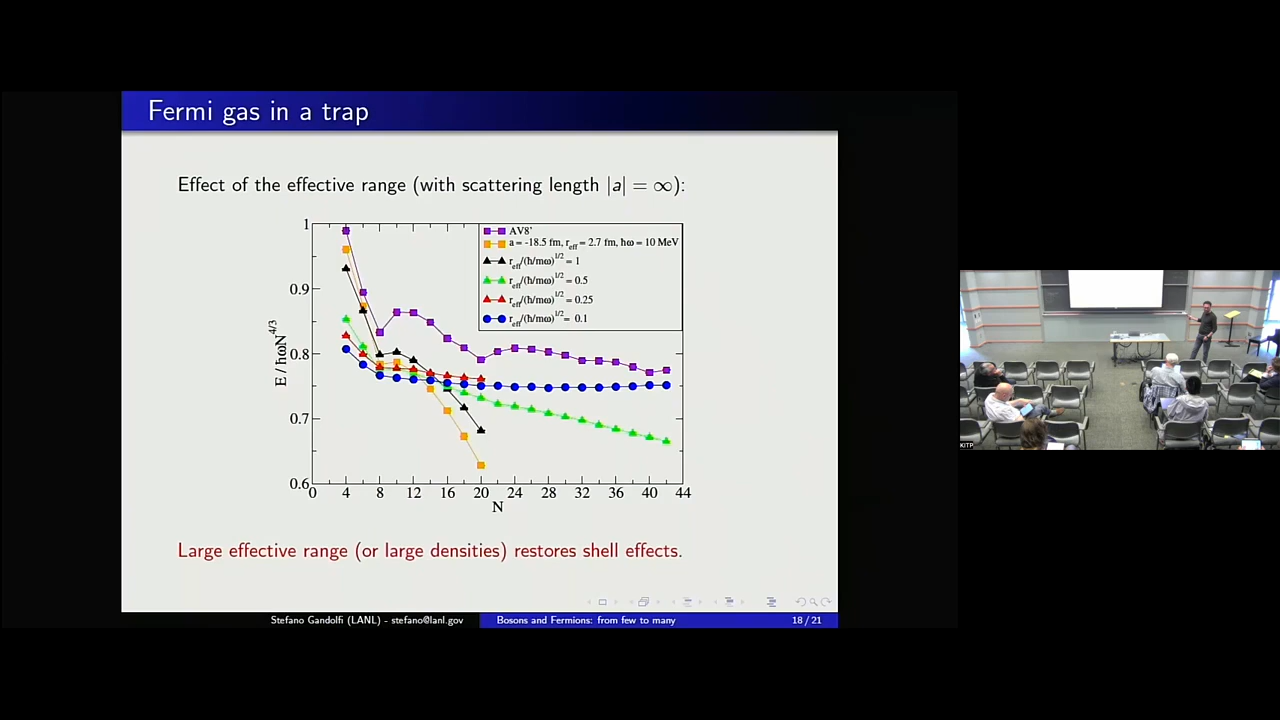 Fermi gas in a trap
Effect of the effective range (with scattering length |a| = ∞):
AV8'
a = -18.5 fm, r_eff = 2.7 fm, ħω = 10 MeV
r_eff/(ħ/mω)^1/2 = 1
r_eff/(ħ/mω)^1/2 = 0.5
r_eff/(ħ/mω)^1/2 = 0.25
r_eff/(ħ/mω)^1/2 = 0.1
1
0.9
0.8
0.7
0.6
E / ħωN^4/3
0 4 8 12 16 20 24 28 32 36 40 44
N
Large effective range (or large densities) restores shell effects.
Stefano Gandolfi (LANL) - stefano@lanl.gov Bosons and Fermions: from few to many 18 / 21
KITP